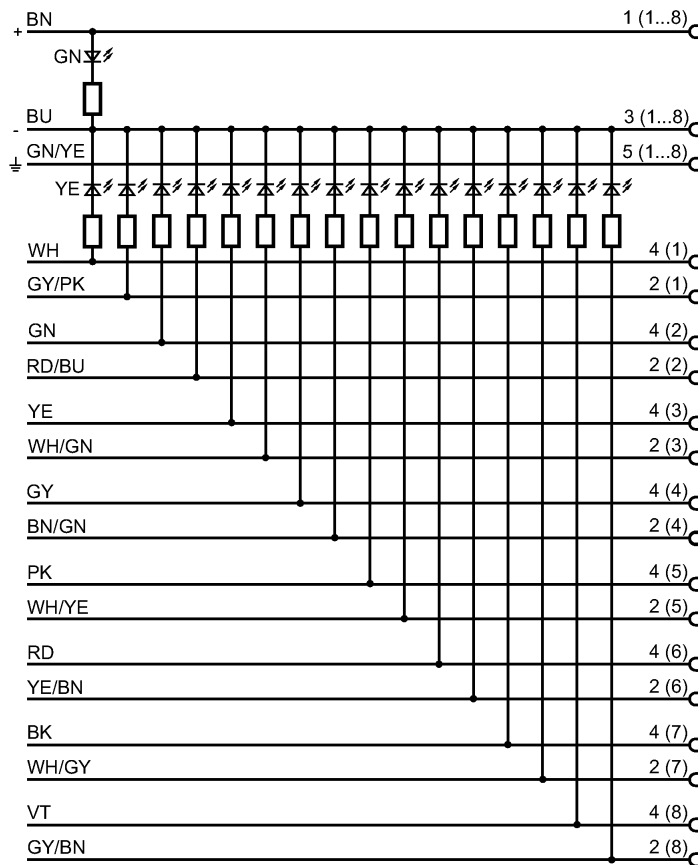 BN 1 (1...8)
+
GN
BU 3 (1...8)
-
GN/YE 5 (1...8)
YE
WH 4 (1)
GY/PK 2 (1)
GN 4 (2)
RD/BU 2 (2)
YE 4 (3)
WH/GN 2 (3)
GY 4 (4)
BN/GN 2 (4)
PK 4 (5)
WH/YE 2 (5)
RD 4 (6)
YE/BN 2 (6)
BK 4 (7)
WH/GY 2 (7)
VT 4 (8)
GY/BN 2 (8)